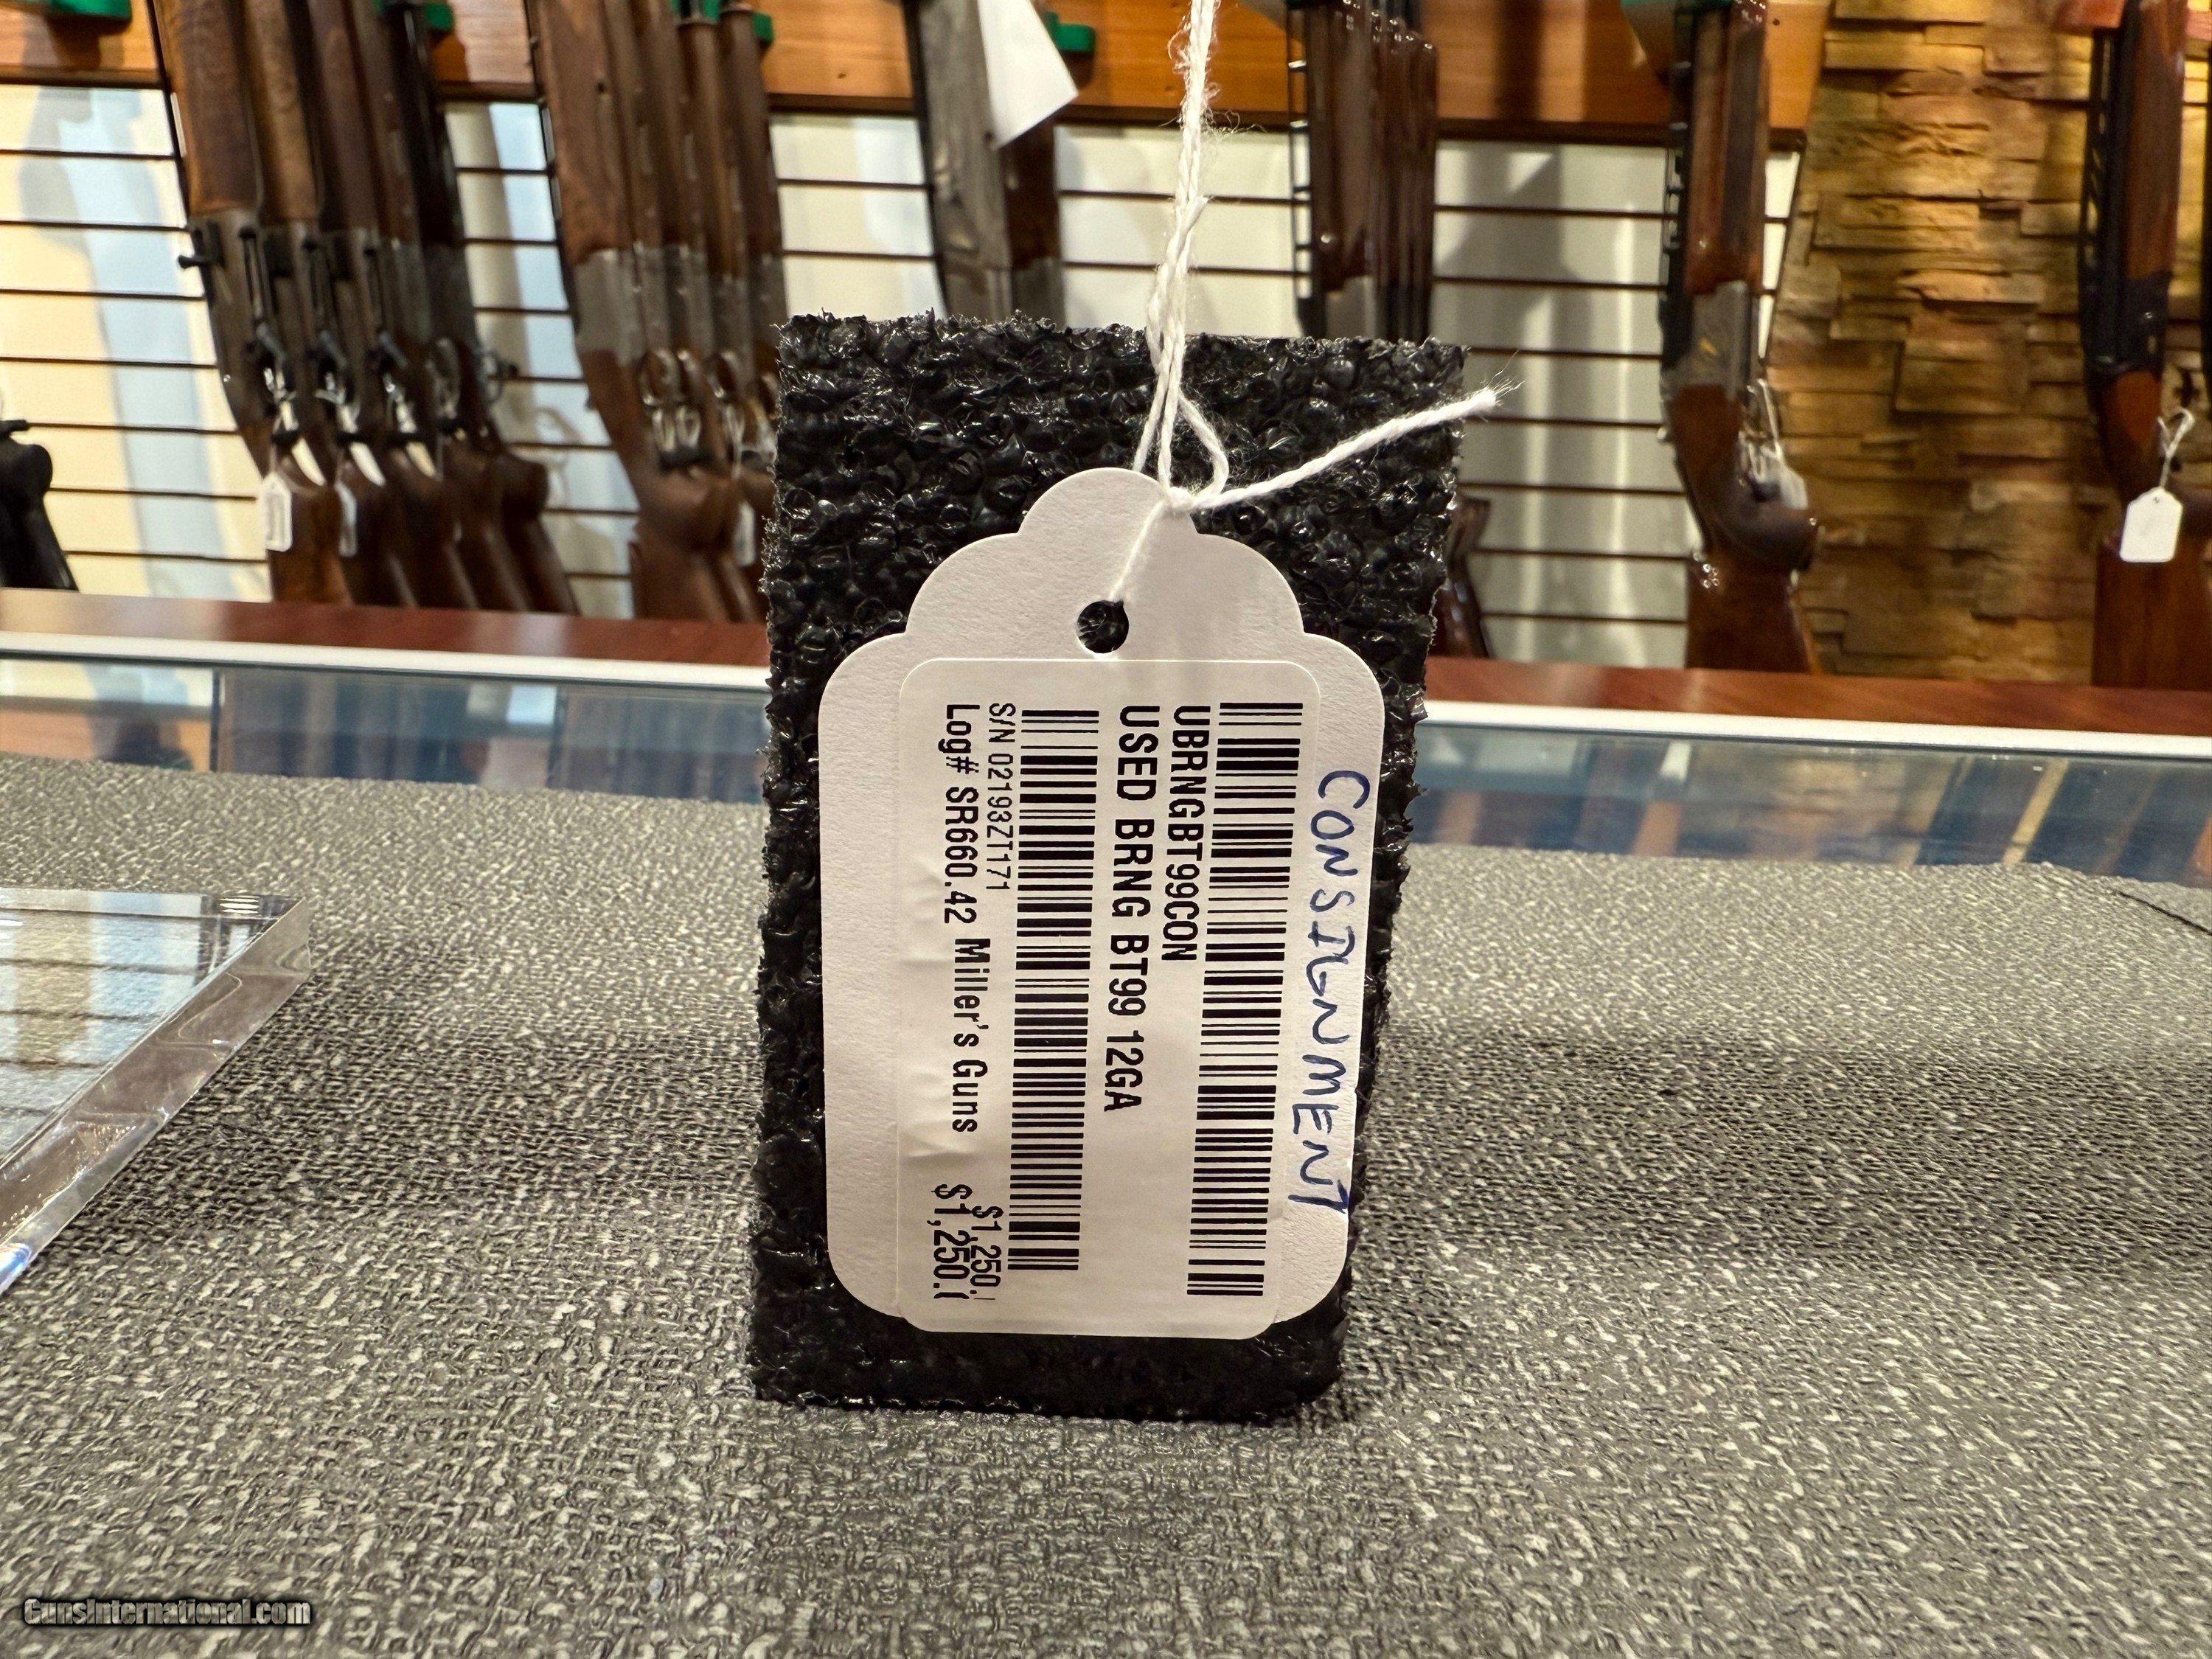 CONSIGNMENT
UBRNGBT99CON
USED BRNG BT99 12GA
S/N 02193ZT171 $1,250.
Log# SR660.42 Miller's Guns $1,250.(
GunsInternational.com